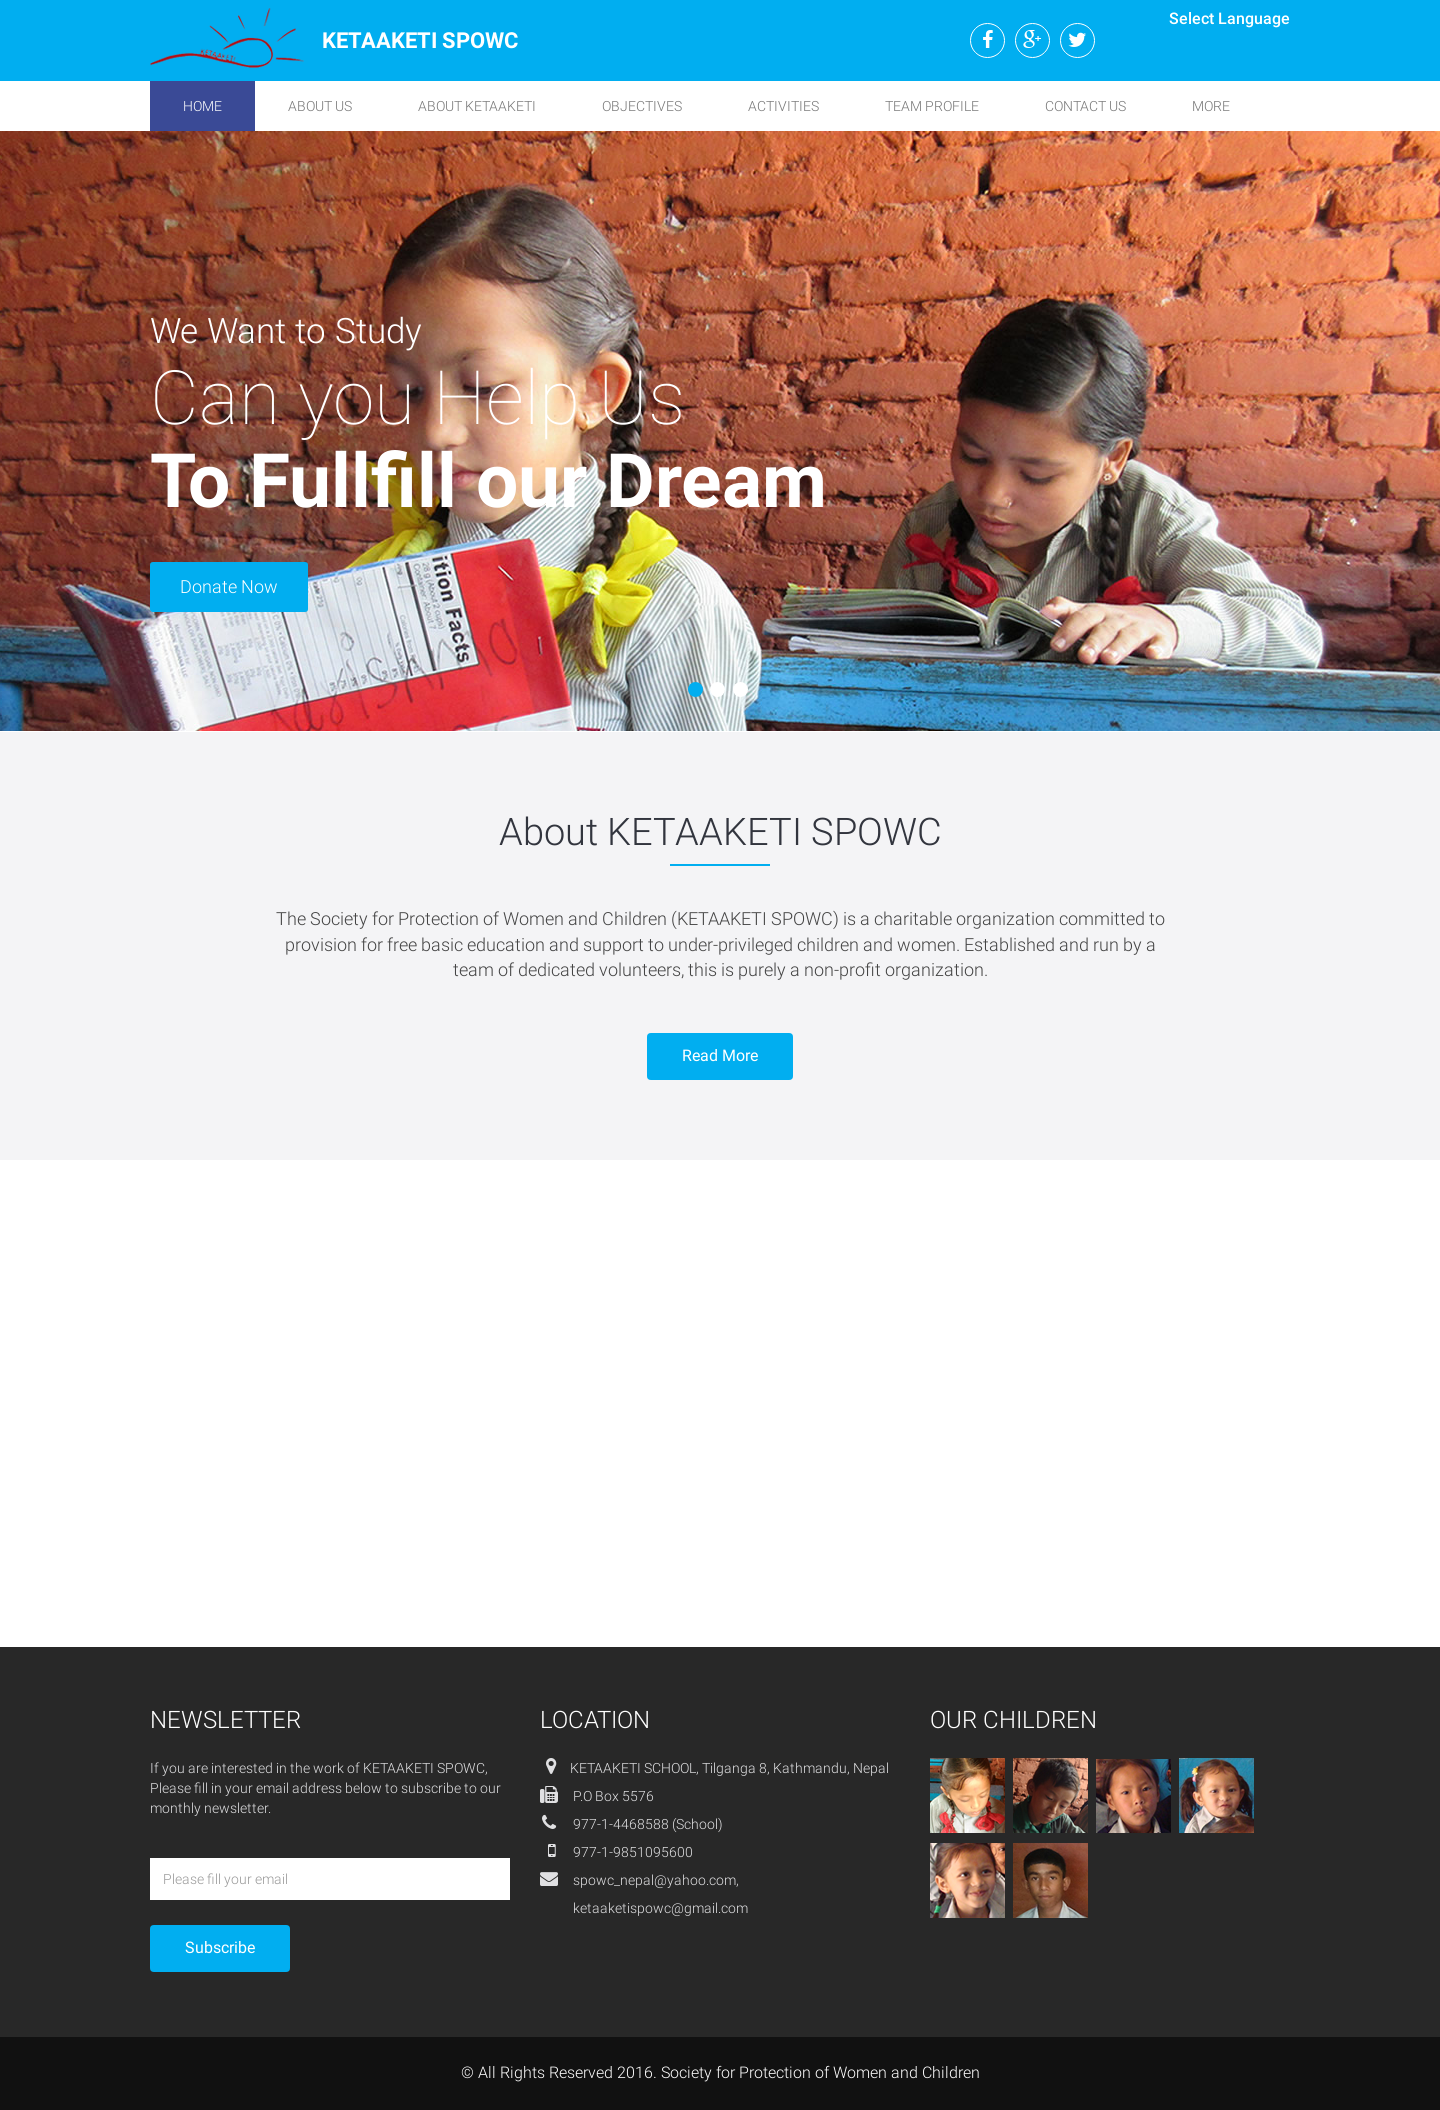 KETAAKETI SPOWC
Select Language
HOME
ABOUT US
ABOUT KETAAKETI
OBJECTIVES
ACTIVITIES
TEAM PROFILE
CONTACT US
MORE
We Want to Study
Can you Help Us
To Fullfill our Dream
Donate Now
ition Facts
About KETAAKETI SPOWC
The Society for Protection of Women and Children (KETAAKETI SPOWC) is a charitable organization committed to
provision for free basic education and support to under-privileged children and women. Established and run by a
team of dedicated volunteers, this is purely a non-profit organization.
Read More
NEWSLETTER
If you are interested in the work of KETAAKETI SPOWC,
Please fill in your email address below to subscribe to our
monthly newsletter.
Please fill your email
Subscribe
LOCATION
KETAAKETI SCHOOL, Tilganga 8, Kathmandu, Nepal
P.O Box 5576
977-1-4468588 (School)
977-1-9851095600
spowc_nepal@yahoo.com,
ketaaketispowc@gmail.com
OUR CHILDREN
© All Rights Reserved 2016. Society for Protection of Women and Children